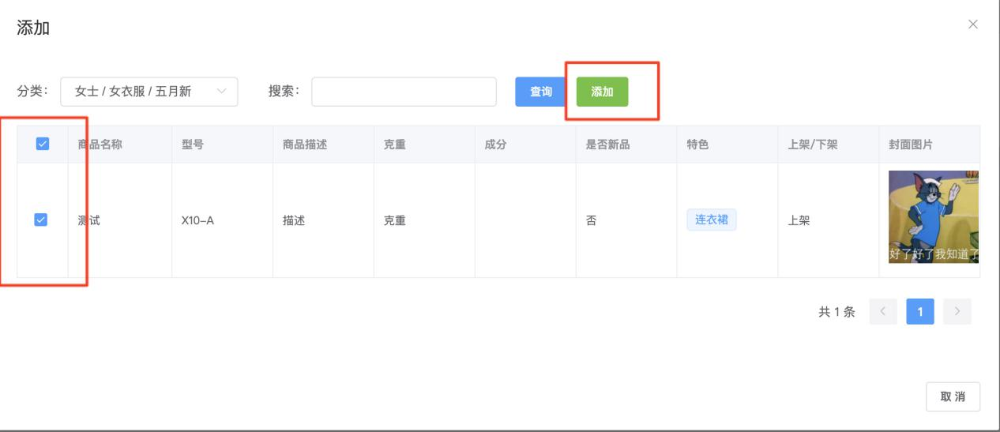 添加
分类： 女士 / 女衣服 / 五月新 搜索： 查询 添加
商品名称 型号 商品描述 克重 成分 是否新品 特色 上架/下架 封面图片
测试 X10-A 描述 克重 否 连衣裙 上架
好了好了我知道了
共 1 条 1
取 消